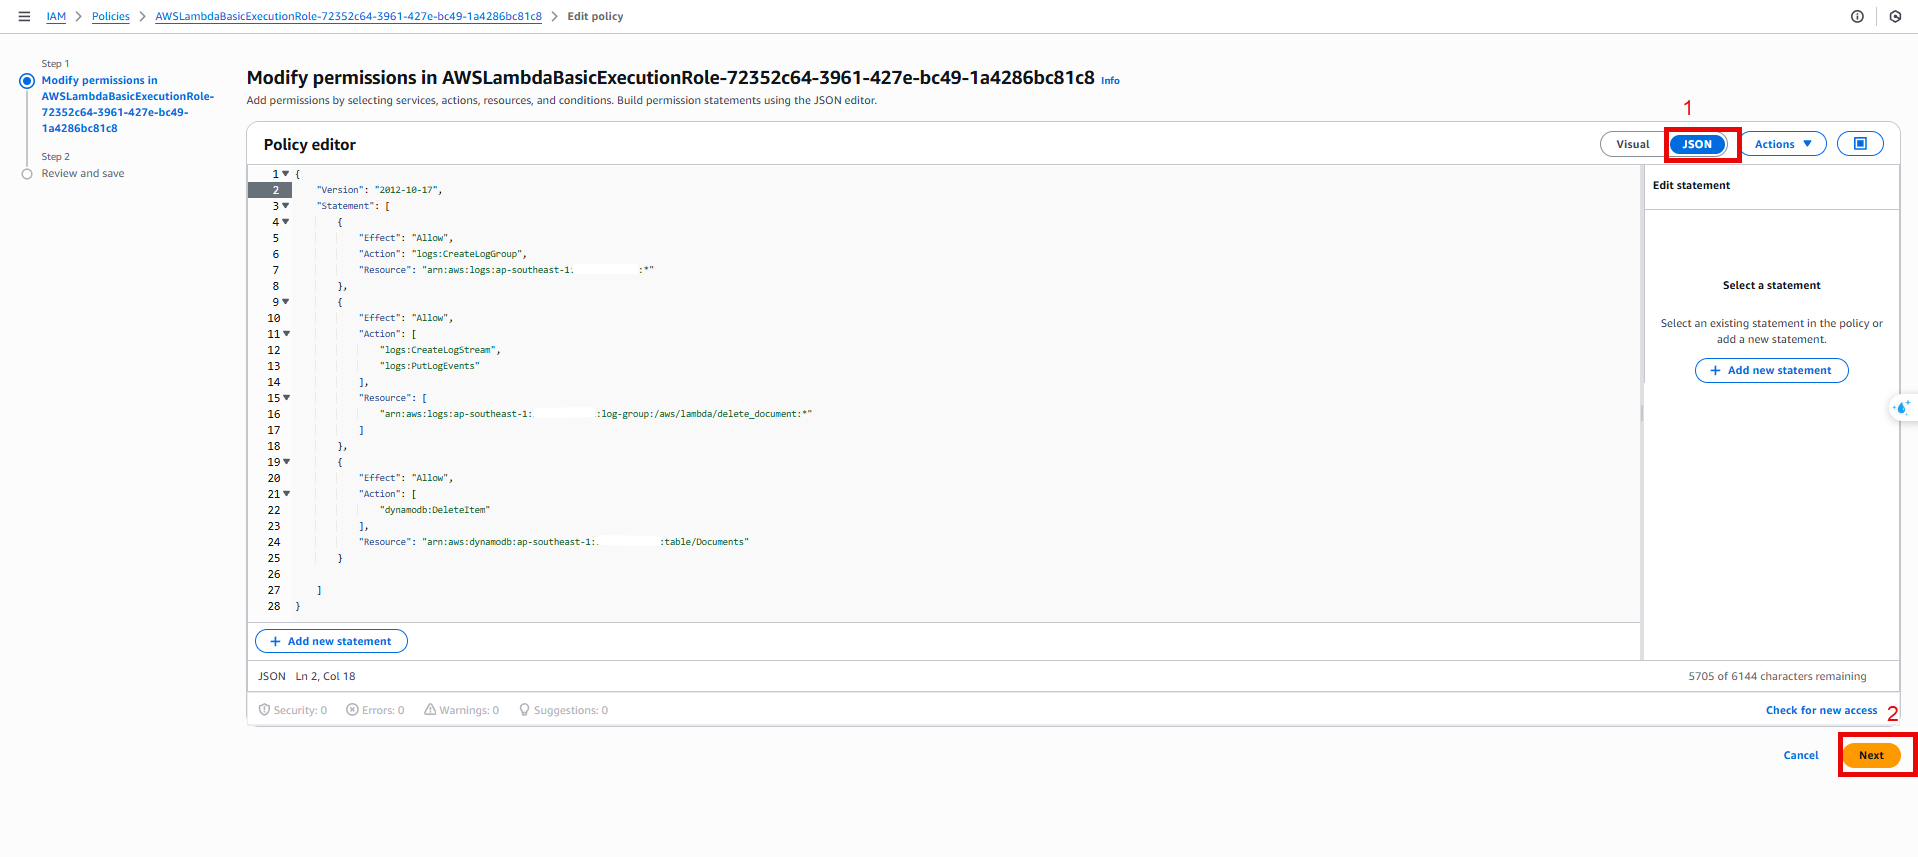 IAM > Policies > AWSLambdaBasicExecutionRole-72352c64-3961-427e-bc49-1a4286bc81c8 > Edit policy
Step 1
Modify permissions in
AWSLambdaBasicExecutionRole-
72352c64-3961-427e-bc49-
1a4286bc81c8
Step 2
Review and save
Modify permissions in AWSLambdaBasicExecutionRole-72352c64-3961-427e-bc49-1a4286bc81c8 Info
Add permissions by selecting services, actions, resources, and conditions. Build permission statements using the JSON editor.
1
Policy editor
Visual JSON Actions
1 {
2 "Version": "2012-10-17",
3 "Statement": [
4 {
5 "Effect": "Allow",
6 "Action": "logs:CreateLogGroup",
7 "Resource": "arn:aws:logs:ap-southeast-1: :*"
8 },
9 {
10 "Effect": "Allow",
11 "Action": [
12 "logs:CreateLogStream",
13 "logs:PutLogEvents"
14 ],
15 "Resource": [
16 "arn:aws:logs:ap-southeast-1: :log-group:/aws/lambda/delete_document:*"
17 ]
18 },
19 {
20 "Effect": "Allow",
21 "Action": [
22 "dynamodb:DeleteItem"
23 ],
24 "Resource": "arn:aws:dynamodb:ap-southeast-1: :table/Documents"
25 }
26
27 ]
28 }
Edit statement
Select a statement
Select an existing statement in the policy or
add a new statement.
+ Add new statement
+ Add new statement
JSON Ln 2, Col 18
5705 of 6144 characters remaining
Security: 0 Errors: 0 Warnings: 0 Suggestions: 0
Check for new access
2
Cancel Next